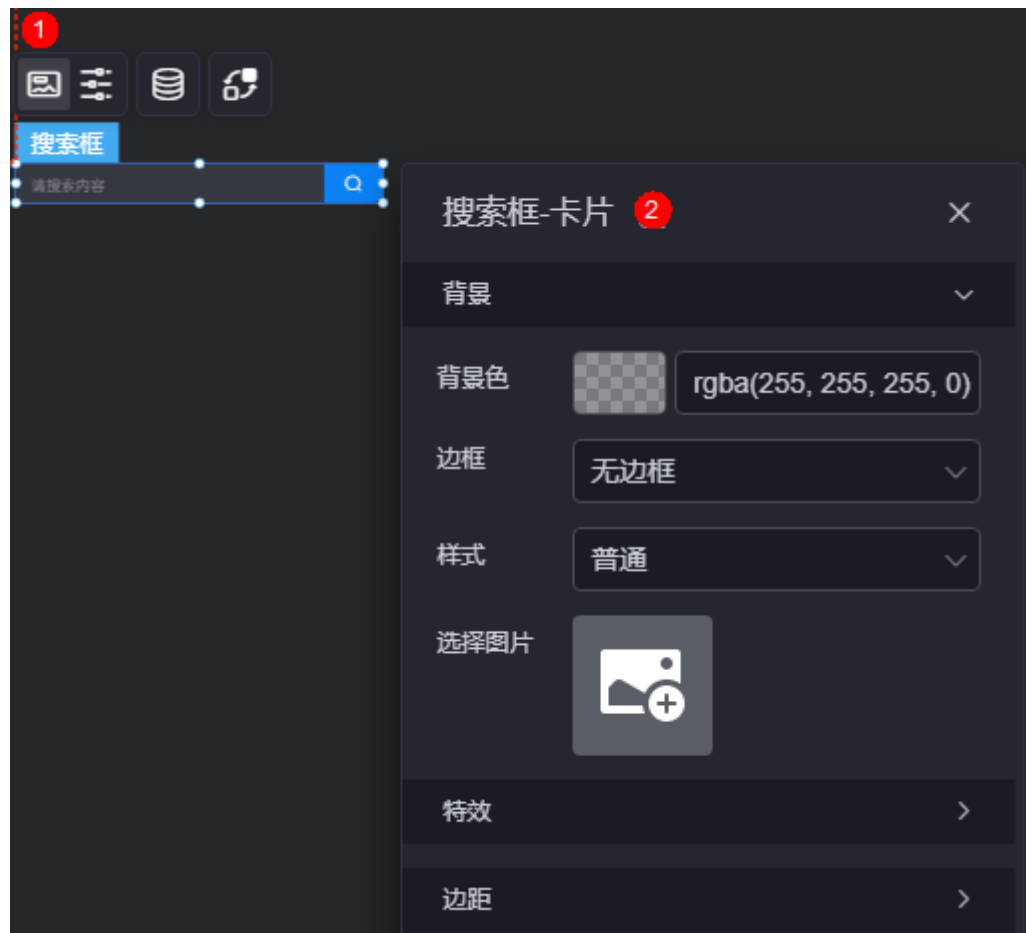 1
搜索框
请搜索内容
搜索框-卡片 2
背景
背景色 rgba(255, 255, 255, 0)
边框 无边框
样式 普通
选择图片
特效
边距